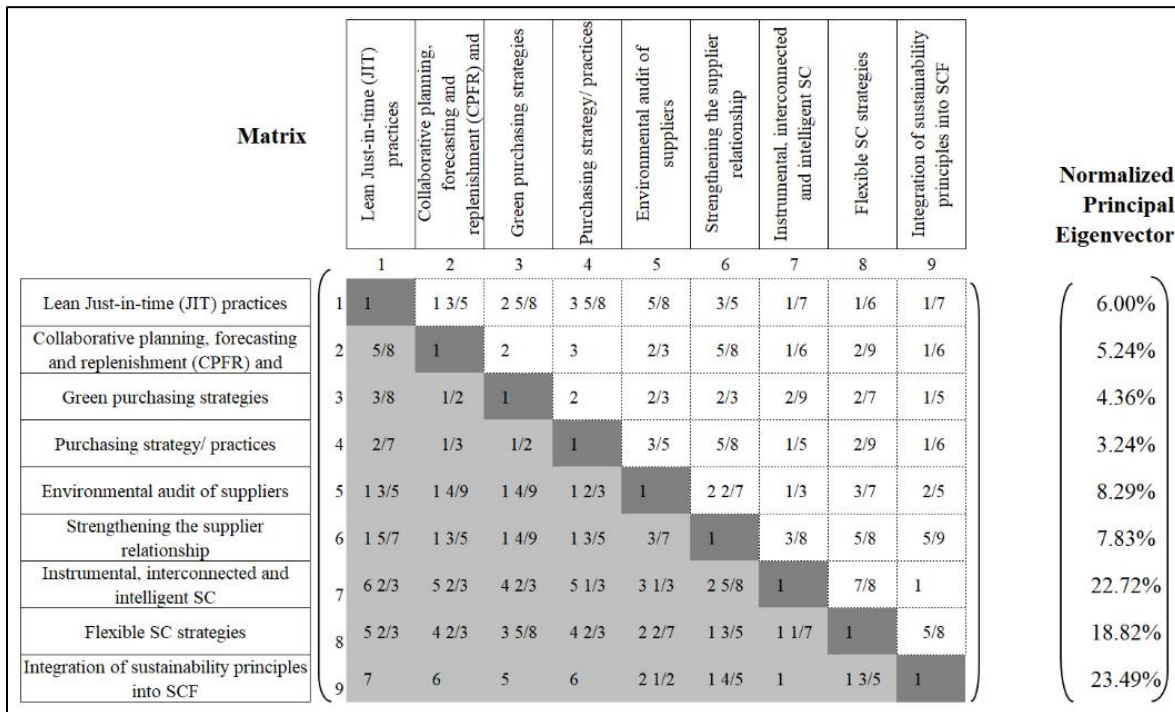 Matrix
Lean Just-in-time (JIT)
practices
Collaborative planning,
forecasting and
replenishment (CPFR) and
Green purchasing strategies
Purchasing strategy/ practices
Environmental audit of
suppliers
Strengthening the supplier
relationship
Instrumental, interconnected
and intelligent SC
Flexible SC strategies
Integration of sustainability
principles into SCF
Normalized
Principal
Eigenvector
1 2 3 4 5 6 7 8 9
Lean Just-in-time (JIT) practices 1 1 1 3/5 2 5/8 3 5/8 5/8 3/5 1/7 1/6 1/7 6.00%
Collaborative planning, forecasting
and replenishment (CPFR) and 2 5/8 1 2 3 2/3 5/8 1/6 2/9 1/6 5.24%
Green purchasing strategies 3 3/8 1/2 1 2 2/3 2/3 2/9 2/7 1/5 4.36%
Purchasing strategy/ practices 4 2/7 1/3 1/2 1 3/5 5/8 1/5 2/9 1/6 3.24%
Environmental audit of suppliers 5 1 3/5 1 4/9 1 4/9 1 2/3 1 2 2/7 1/3 3/7 2/5 8.29%
Strengthening the supplier
relationship 6 1 5/7 1 3/5 1 4/9 1 3/5 3/7 1 3/8 5/8 5/9 7.83%
Instrumental, interconnected and
intelligent SC 7 6 2/3 5 2/3 4 2/3 5 1/3 3 1/3 2 5/8 1 7/8 1 22.72%
Flexible SC strategies 8 5 2/3 4 2/3 3 5/8 4 2/3 2 2/7 1 3/5 1 1/7 1 5/8 18.82%
Integration of sustainability principles
into SCF 9 7 6 5 6 2 1/2 1 4/5 1 1 3/5 1 23.49%